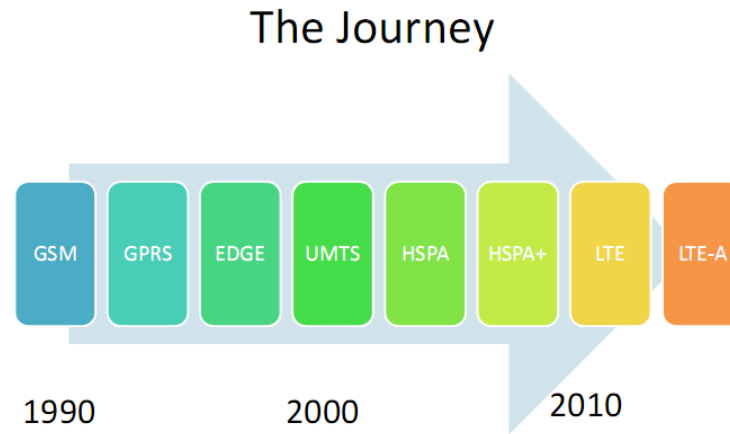 The Journey
GSM GPRS EDGE UMTS HSPA HSPA+ LTE LTE-A
1990 2000 2010